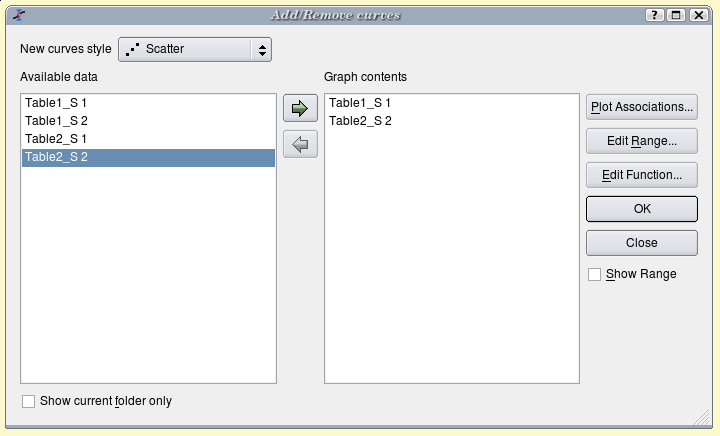 Add/Remove curves
New curves style
Scatter
Available data
Graph contents
Table1_S 1
Table1_S 2
Table2_S 1
Table2_S 2
Table1_S 1
Table2_S 2
Plot Associations...
Edit Range...
Edit Function...
OK
Close
Show Range
Show current folder only